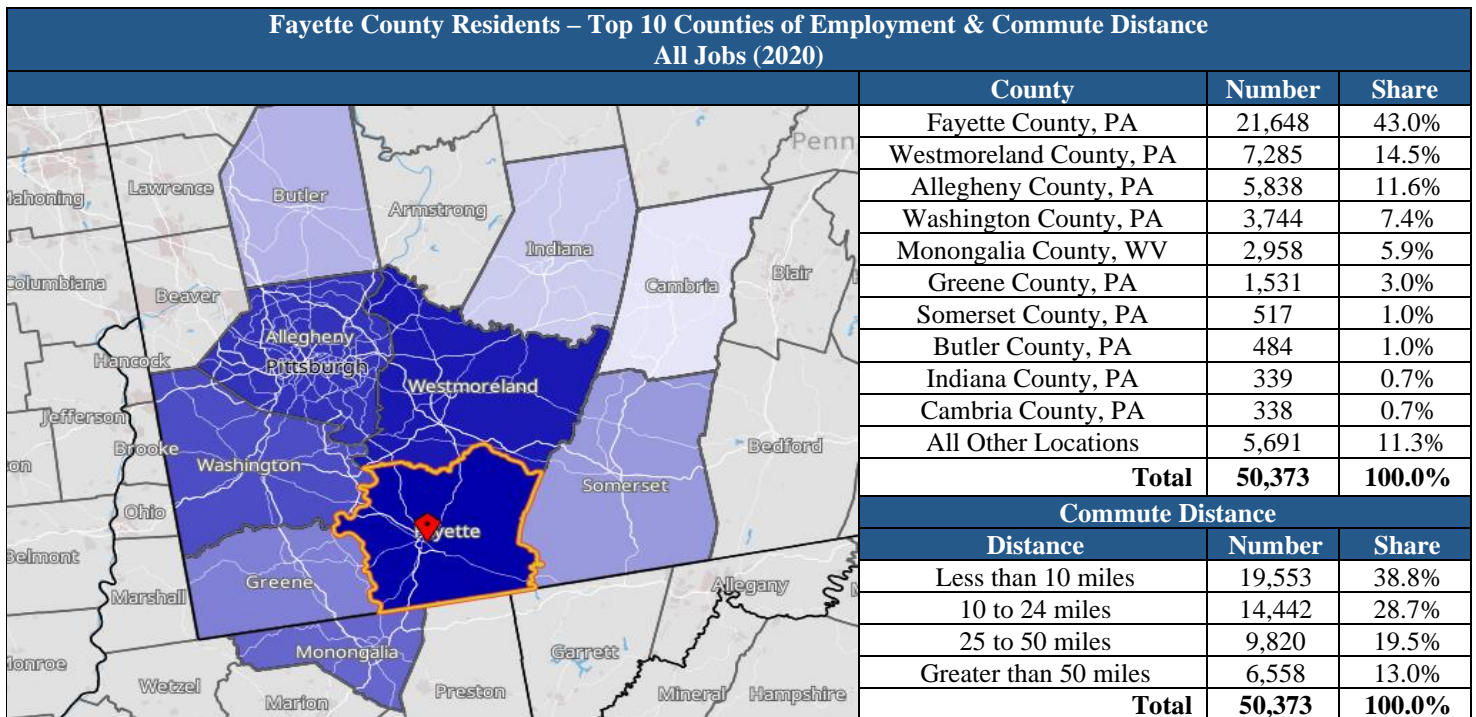 Fayette County Residents – Top 10 Counties of Employment & Commute Distance
All Jobs (2020)
County Number Share
Fayette County, PA 21,648 43.0%
Westmoreland County, PA 7,285 14.5%
Allegheny County, PA 5,838 11.6%
Washington County, PA 3,744 7.4%
Monongalia County, WV 2,958 5.9%
Greene County, PA 1,531 3.0%
Somerset County, PA 517 1.0%
Butler County, PA 484 1.0%
Indiana County, PA 339 0.7%
Cambria County, PA 338 0.7%
All Other Locations 5,691 11.3%
Total 50,373 100.0%
Commute Distance
Distance Number Share
Less than 10 miles 19,553 38.8%
10 to 24 miles 14,442 28.7%
25 to 50 miles 9,820 19.5%
Greater than 50 miles 6,558 13.0%
Total 50,373 100.0%
Penn
Lawrence
Butler
Armstrong
Indiana
Cambria
Blair
Columbiana
Beaver
Allegheny
Pittsburgh
Hancock
Westmoreland
Jefferson
Brooke
Washington
Bedford
Somerset
Ohio
Belmont
Fayette
Greene
Marshall
Allegany
Monongalia
Garrett
Wetzel
Marion
Preston
Mineral
Hampshire